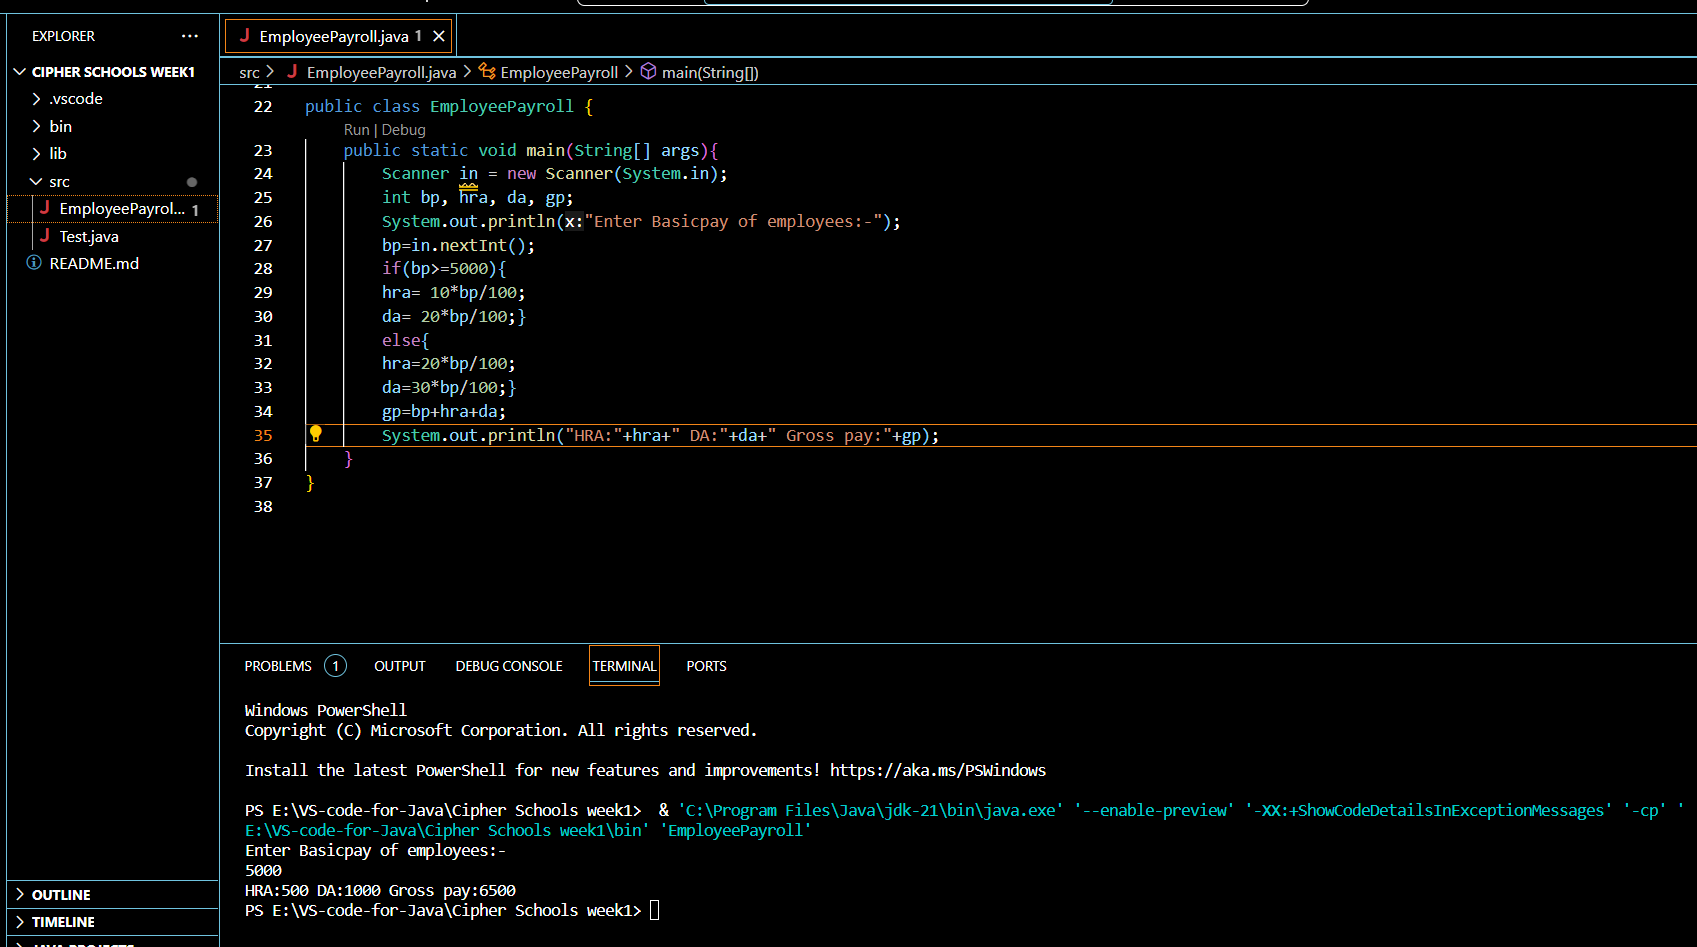 EXPLORER
EmployeePayroll.java 1
CIPHER SCHOOLS WEEK1
.vscode
bin
lib
src
EmployeePayrol... 1
Test.java
README.md
OUTLINE
TIMELINE
src > EmployeePayroll.java > EmployeePayroll > main(String[])
22 public class EmployeePayroll {
Run | Debug
23 public static void main(String[] args){
24 Scanner in = new Scanner(System.in);
25 int bp, hra, da, gp;
26 System.out.println(x:"Enter Basicpay of employees:-");
27 bp=in.nextInt();
28 if(bp>=5000){
29 hra= 10*bp/100;
30 da= 20*bp/100;}
31 else{
32 hra=20*bp/100;
33 da=30*bp/100;}
34 gp=bp+hra+da;
35 System.out.println("HRA:"+hra+" DA:"+da+" Gross pay:"+gp);
36 }
37 }
38
PROBLEMS 1 OUTPUT DEBUG CONSOLE TERMINAL PORTS
Windows PowerShell
Copyright (C) Microsoft Corporation. All rights reserved.
Install the latest PowerShell for new features and improvements! https://aka.ms/PSWindows
PS E:\VS-code-for-Java\Cipher Schools week1> & 'C:\Program Files\Java\jdk-21\bin\java.exe' '--enable-preview' '-XX:+ShowCodeDetailsInExceptionMessages' '-cp' '
E:\VS-code-for-Java\Cipher Schools week1\bin' 'EmployeePayroll'
Enter Basicpay of employees:-
5000
HRA:500 DA:1000 Gross pay:6500
PS E:\VS-code-for-Java\Cipher Schools week1>